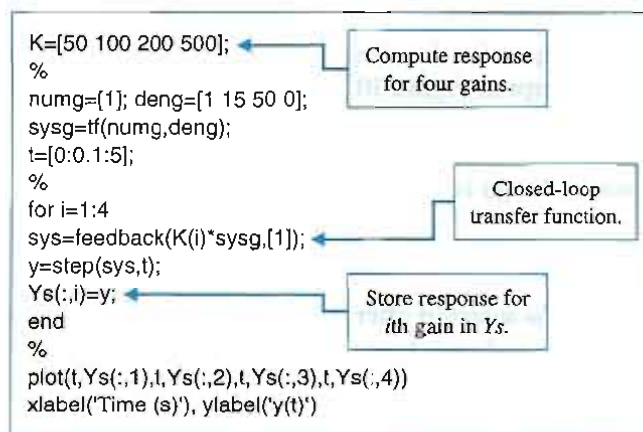 K=[50 100 200 500];
Compute response
for four gains.
%
numg=[1]; deng=[1 15 50 0];
sysg=tf(numg,deng);
t=[0:0.1:5];
%
for i=1:4
sys=feedback(K(i)*sysg,[1]);
Closed-loop
transfer function.
y=step(sys,t);
Ys(:,i)=y;
Store response for
ith gain in Ys.
end
%
plot(t,Ys(:,1),t,Ys(:,2),t,Ys(:,3),t,Ys(:,4))
xlabel('Time (s)'), ylabel('y(t)')